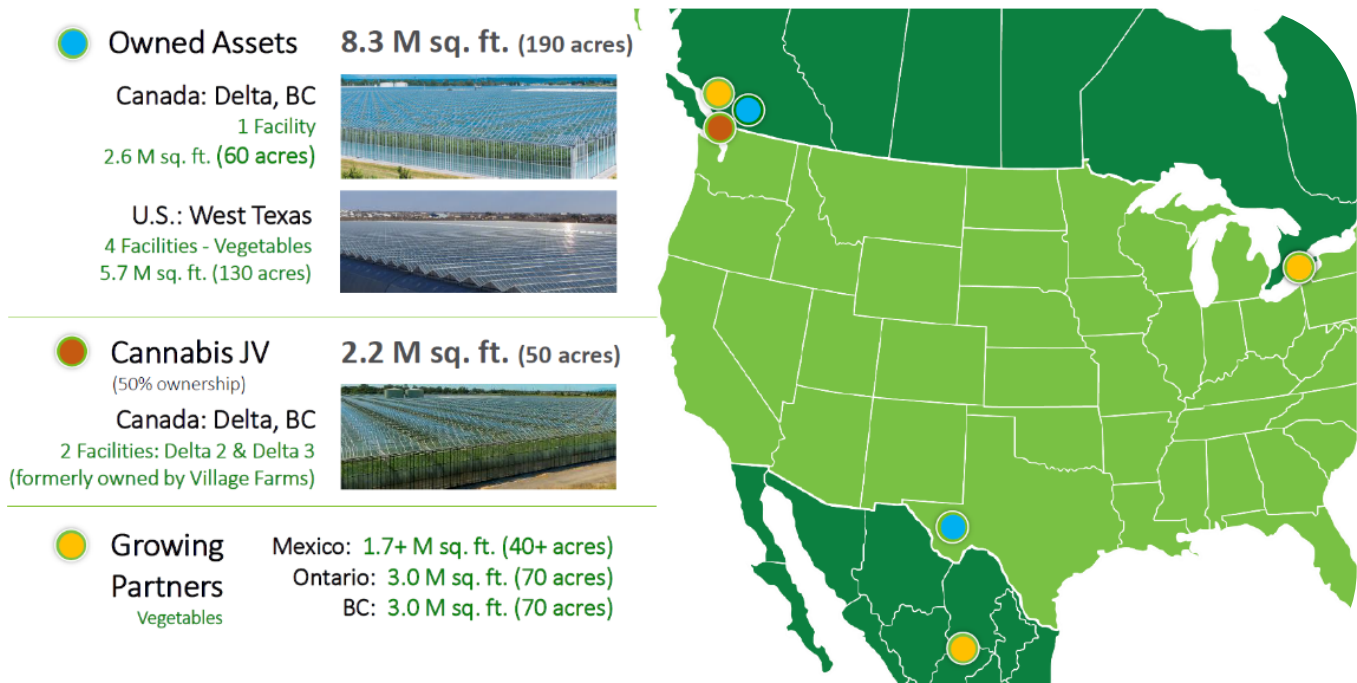 Owned Assets 8.3 M sq. ft. (190 acres)
Canada: Delta, BC
1 Facility
2.6 M sq. ft. (60 acres)
U.S.: West Texas
4 Facilities - Vegetables
5.7 M sq. ft. (130 acres)
Cannabis JV 2.2 M sq. ft. (50 acres)
(50% ownership)
Canada: Delta, BC
2 Facilities: Delta 2 & Delta 3
(formerly owned by Village Farms)
Growing
Partners
Vegetables
Mexico: 1.7+ M sq. ft. (40+ acres)
Ontario: 3.0 M sq. ft. (70 acres)
BC: 3.0 M sq. ft. (70 acres)